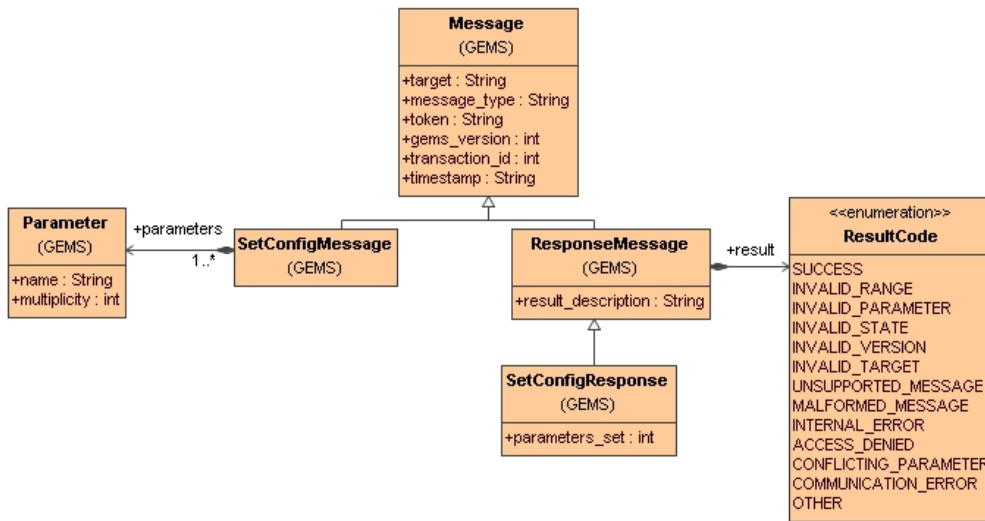 Message
(GEMS)
+target : String
+message_type : String
+token : String
+gems_version : int
+transaction_id : int
+timestamp : String
Parameter
(GEMS)
+name : String
+multiplicity : int
+parameters
1..*
SetConfigMessage
(GEMS)
ResponseMessage
(GEMS)
+result_description : String
+result
SetConfigResponse
(GEMS)
+parameters_set : int
<<enumeration>>
ResultCode
SUCCESS
INVALID_RANGE
INVALID_PARAMETER
INVALID_STATE
INVALID_VERSION
INVALID_TARGET
UNSUPPORTED_MESSAGE
MALFORMED_MESSAGE
INTERNAL_ERROR
ACCESS_DENIED
CONFLICTING_PARAMETER
COMMUNICATION_ERROR
OTHER